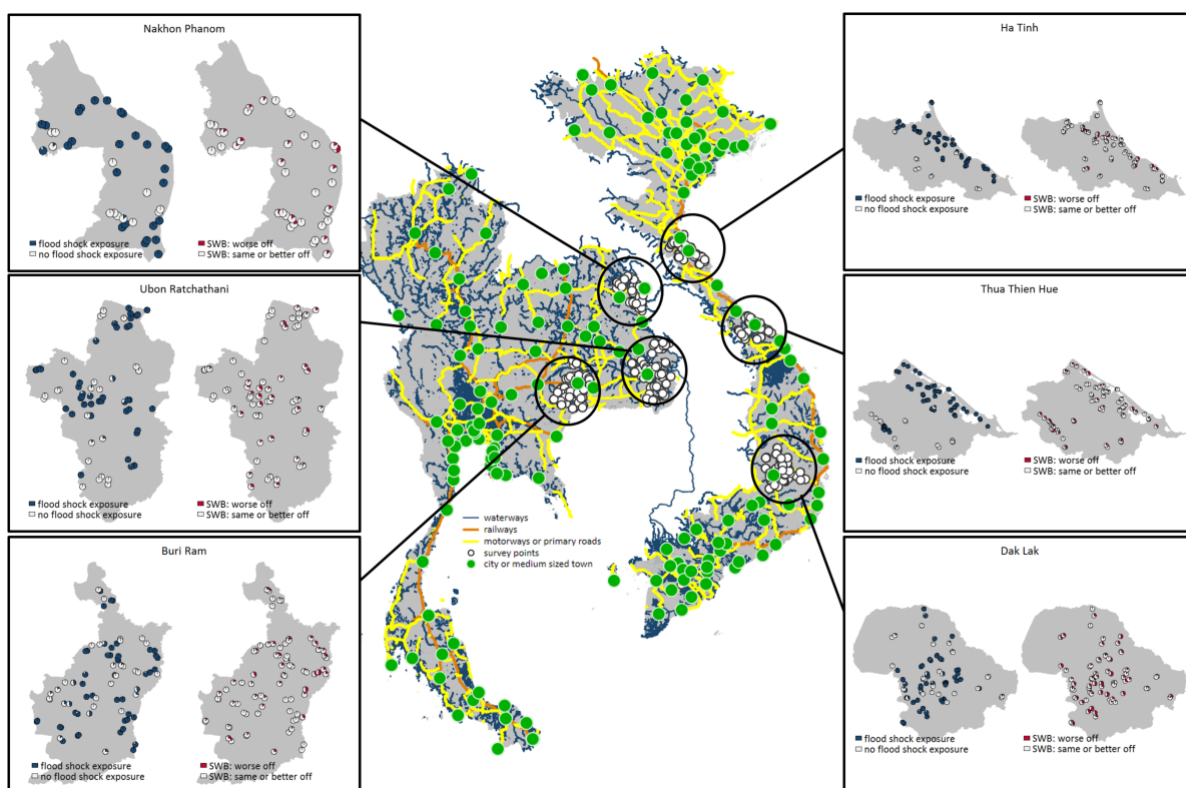 Nakhon Phanom
flood shock exposure
no flood shock exposure
SWB: worse off
SWB: same or better off
Ubon Ratchathani
flood shock exposure
no flood shock exposure
SWB: worse off
SWB: same or better off
Buri Ram
flood shock exposure
no flood shock exposure
SWB: worse off
SWB: same or better off
waterways
railways
motorways or primary roads
survey points
city or medium sized town
Ha Tinh
flood shock exposure
no flood shock exposure
SWB: worse off
SWB: same or better off
Thua Thien Hue
flood shock exposure
no flood shock exposure
SWB: worse off
SWB: same or better off
Dak Lak
flood shock exposure
no flood shock exposure
SWB: worse off
SWB: same or better off